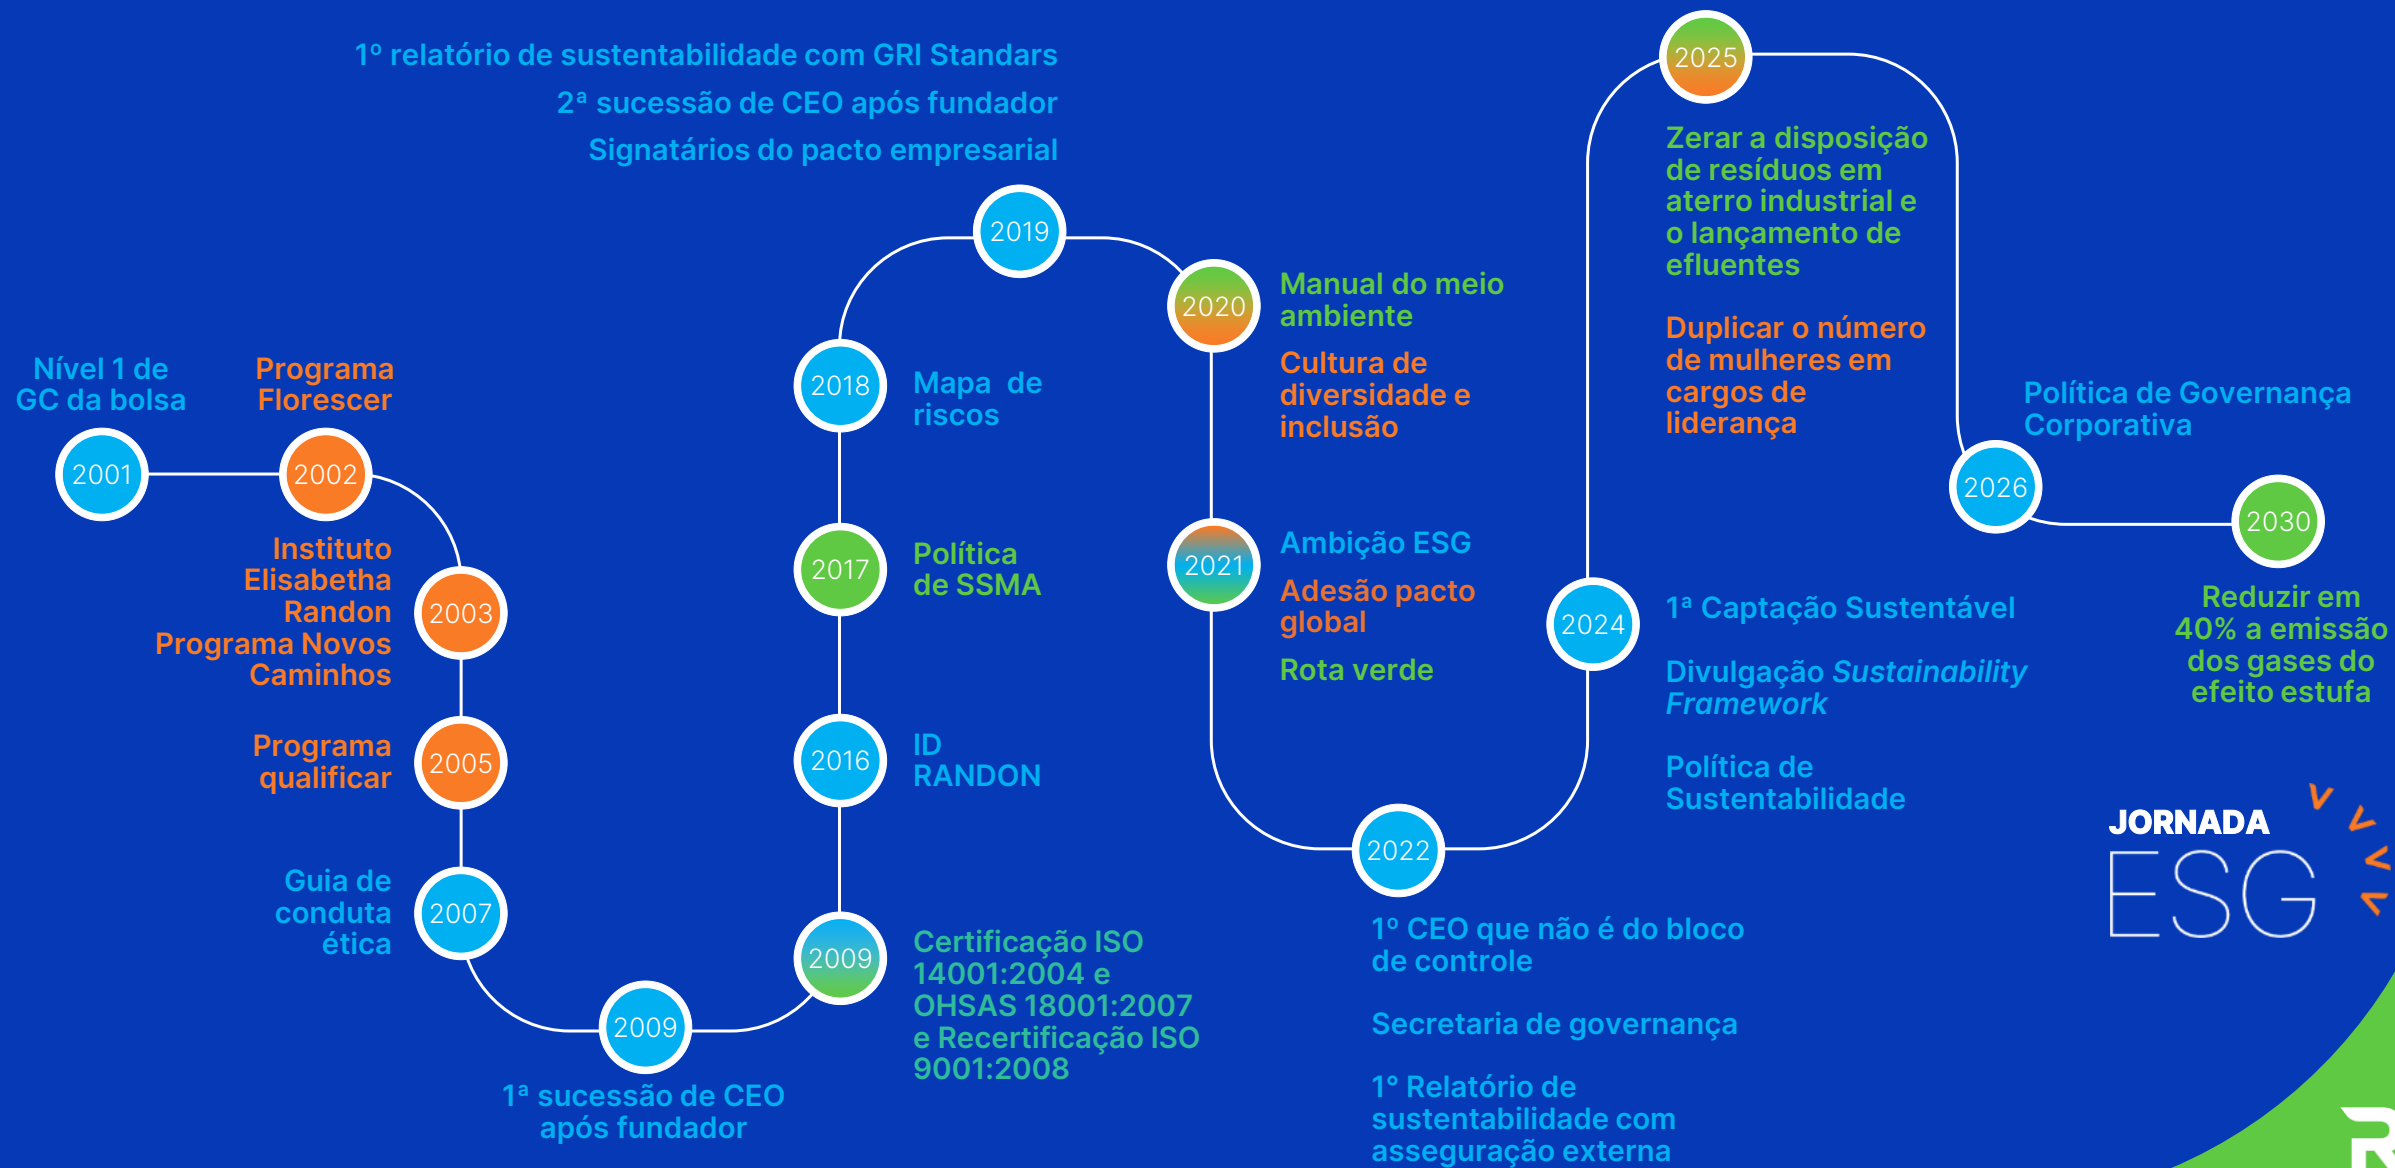 2001
Nível 1 de
GC da bolsa
2002
Programa
Florescer
2003
Instituto
Elisabetha
Randon
Programa Novos
Caminhos
2005
Programa
qualificar
2007
Guia de
conduta
ética
2009
1ª sucessão de CEO
após fundador
2009
Certificação ISO
14001:2004 e
OHSAS 18001:2007
e Recertificação ISO
9001:2008
2016
ID
RANDON
2017
Política
de SSMA
2018
Mapa de
riscos
2019
1º relatório de sustentabilidade com GRI Standars
2ª sucessão de CEO após fundador
Signatários do pacto empresarial
2020
Manual do meio
ambiente
Cultura de
diversidade e
inclusão
2021
Ambição ESG
Adesão pacto
global
Rota verde
2022
1º CEO que não é do bloco
de controle
Secretaria de governança
1° Relatório de
sustentabilidade com
asseguração externa
2024
1ª Captação Sustentável
Divulgação Sustainability
Framework
Política de
Sustentabilidade
2025
Zerar a disposição
de resíduos em
aterro industrial e
o lançamento de
efluentes
Duplicar o número
de mulheres em
cargos de
liderança
2026
Política de Governança
Corporativa
2030
Reduzir em
40% a emissão
dos gases do
efeito estufa
JORNADA
ESG